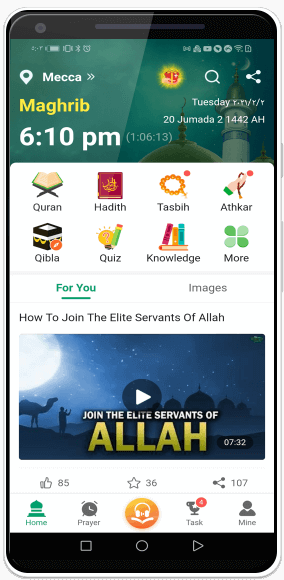 Mecca »
Maghrib
Tuesday ٢٠٢١/٢/٢
6:10 pm (1:06:13)
20 Jumada 2 1442 AH
Quran
Hadith
Tasbih
Athkar
Qibla
Quiz
Knowledge
More
For You
Images
How To Join The Elite Servants Of Allah
JOIN THE ELITE SERVANTS OF
ALLAH
07:32
85
36
107
4
Home
Prayer
Task
Mine